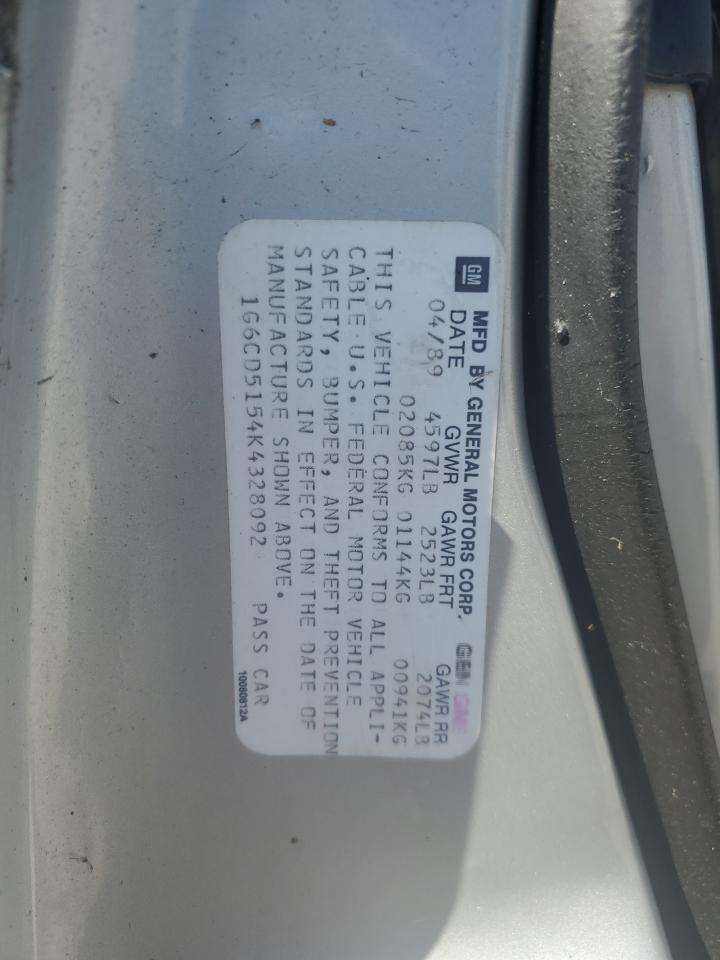 GM MFD BY GENERAL MOTORS CORP. GEN GME
DATE GVWR GAWR FRT GAWR RR
04/89 4597LB 2523LB 2074LB
02085KG 01144KG 00941KG
THIS VEHICLE CONFORMS TO ALL APPLI-
CABLE U.S. FEDERAL MOTOR VEHICLE
SAFETY, BUMPER, AND THEFT PREVENTION
STANDARDS IN EFFECT ON THE DATE OF
MANUFACTURE SHOWN ABOVE.
1G6CD5154K4328092 PASS CAR
10080812A